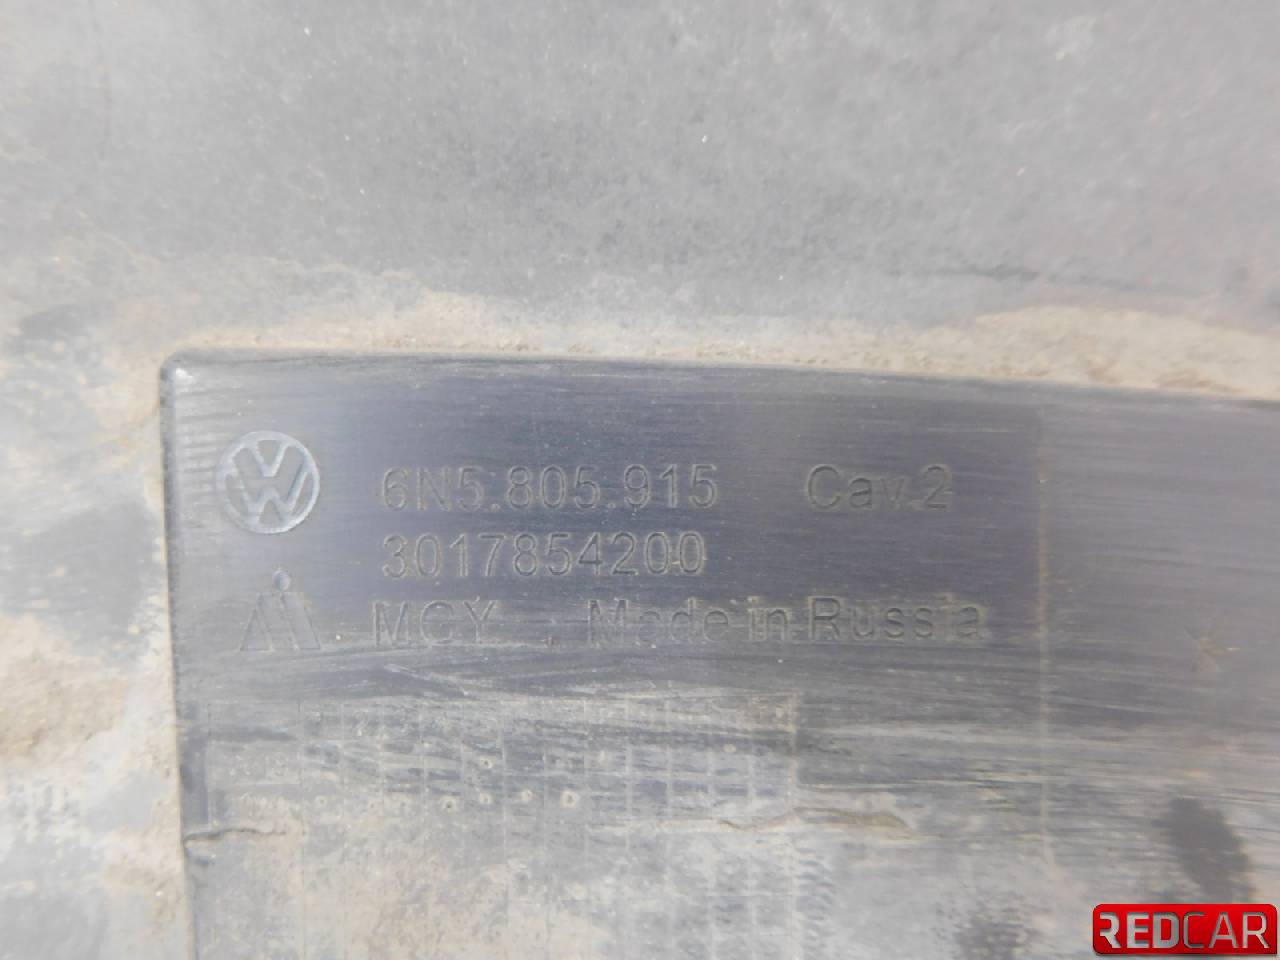 6N5.805.915 Cav.2
3017854200
MCY Made in Russia
REDCAR